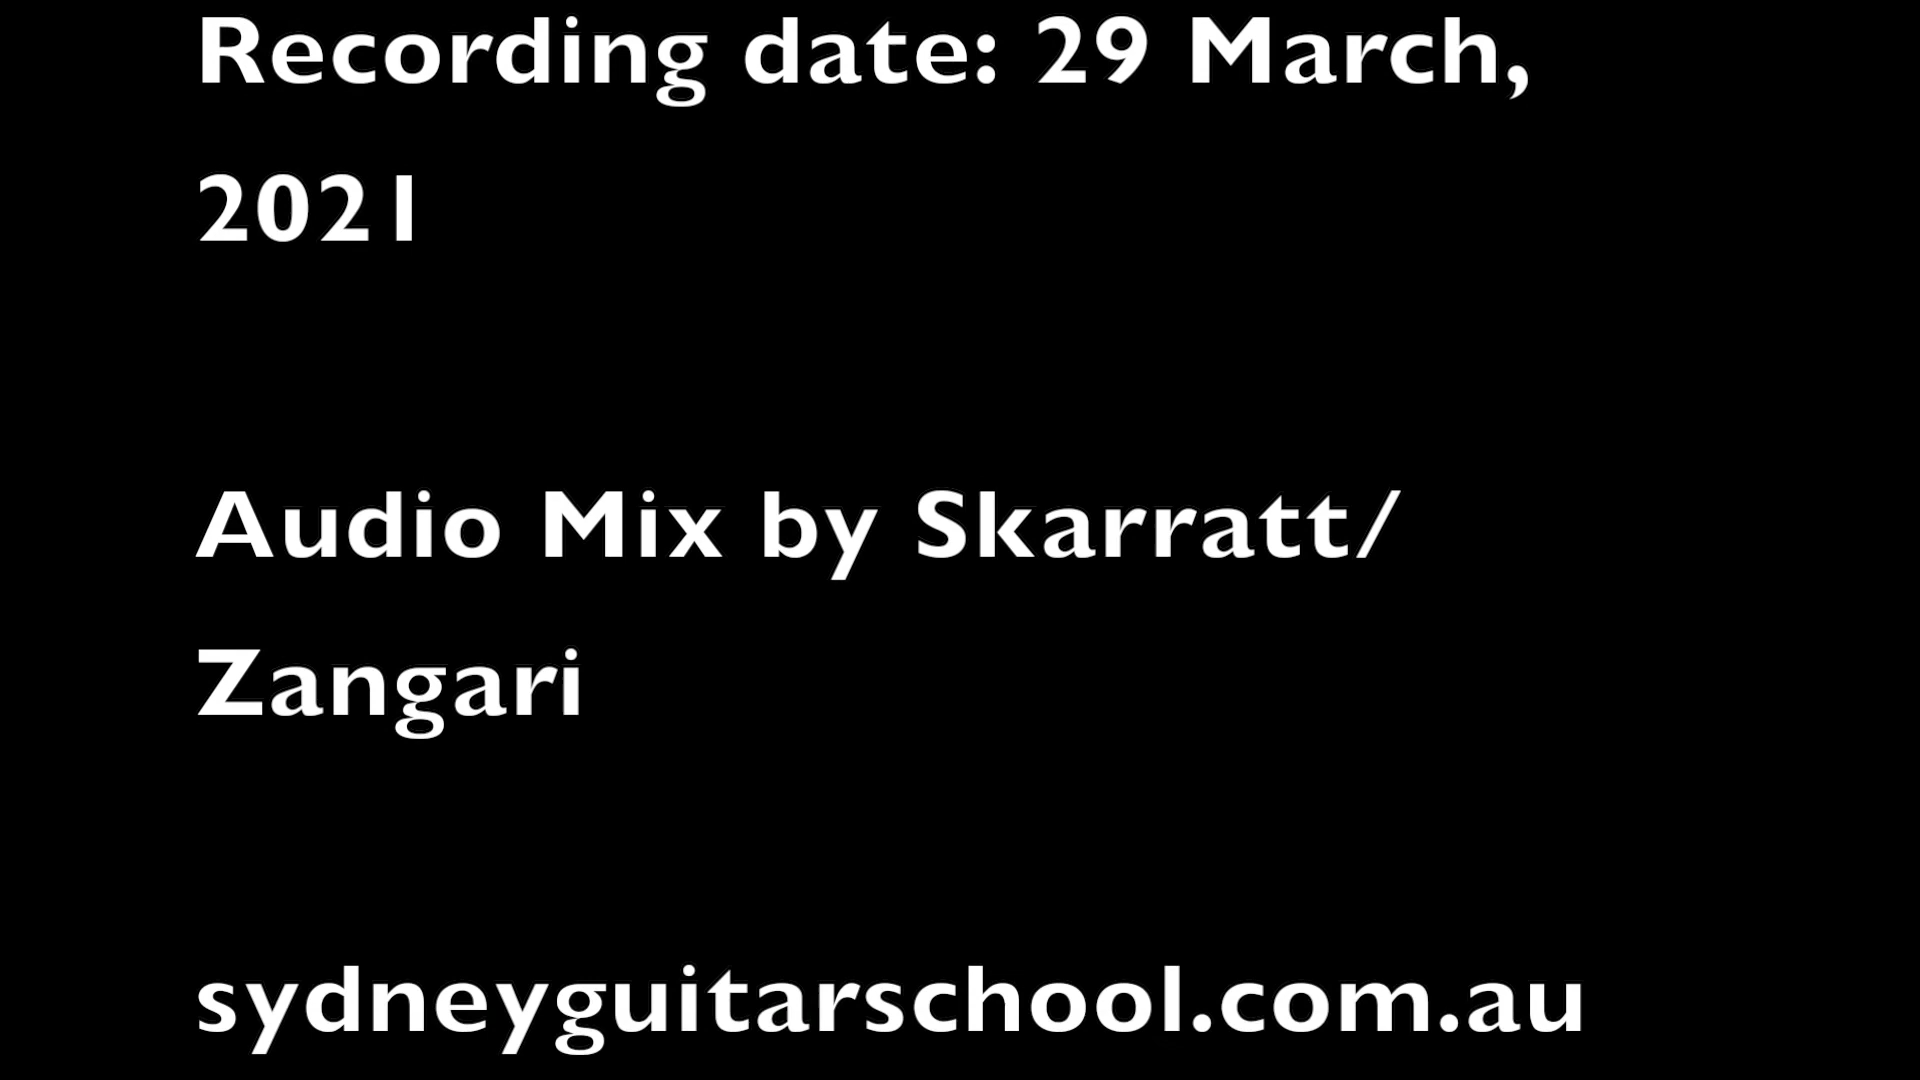 Recording date: 29 March,
2021
Audio Mix by Skarratt/
Zangari
sydneyguitarschool.com.au